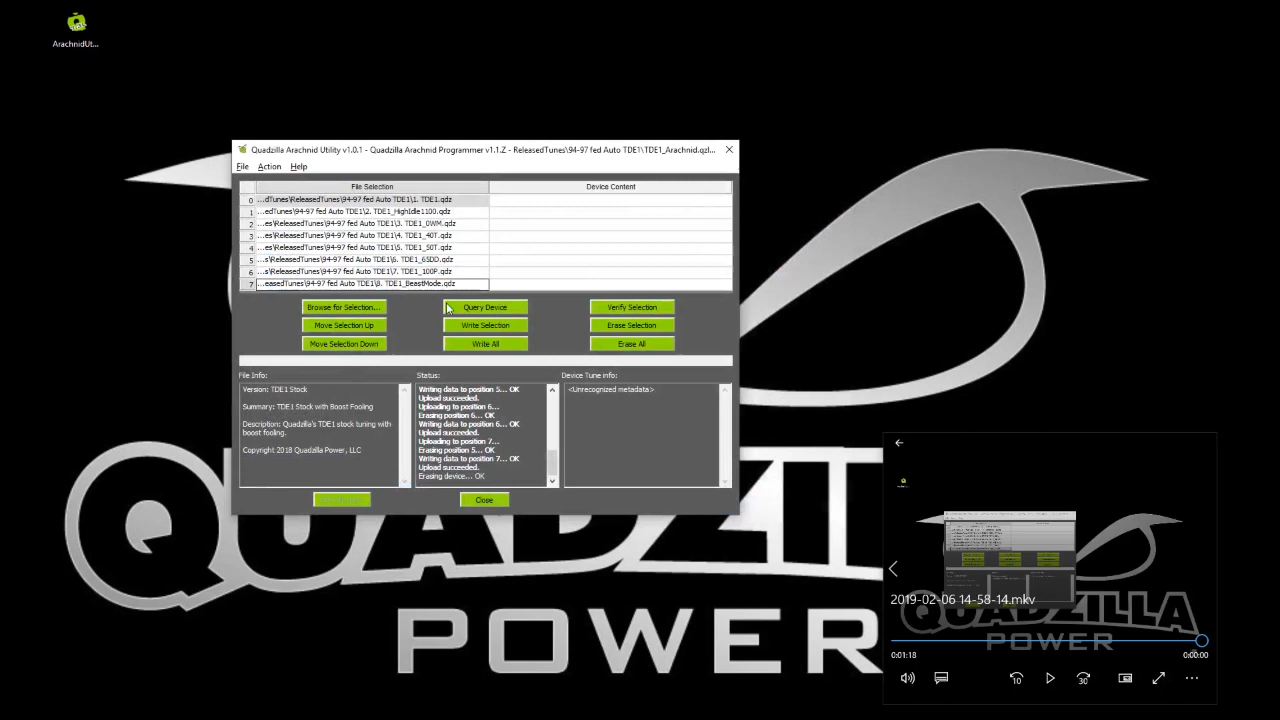 ArachnidUt...
Quadzilla Arachnid Utility v1.0.1 - Quadzilla Arachnid Programmer v1.1.Z - ReleasedTunes\94-97 fed Auto TDE1\TDE1_Arachnid.qzl...
File Action Help
File Selection Device Content
0 ...dTunes\ReleasedTunes\94-97 fed Auto TDE1\1. TDE1.qdz
1 ...edTunes\94-97 fed Auto TDE1\2. TDE1_HighIdle1100.qdz
2 ...es\ReleasedTunes\94-97 fed Auto TDE1\3. TDE1_0WM.qdz
3 ...es\ReleasedTunes\94-97 fed Auto TDE1\4. TDE1_40T.qdz
4 ...es\ReleasedTunes\94-97 fed Auto TDE1\5. TDE1_50T.qdz
5 ...s\ReleasedTunes\94-97 fed Auto TDE1\6. TDE1_65DD.qdz
6 ...s\ReleasedTunes\94-97 fed Auto TDE1\7. TDE1_100P.qdz
7 ...easedTunes\94-97 fed Auto TDE1\8. TDE1_BeastMode.qdz
Browse for Selection... Query Device Verify Selection
Move Selection Up Write Selection Erase Selection
Move Selection Down Write All Erase All
File Info: Status: Device Tune info:
Version: TDE1 Stock
Summary: TDE1 Stock with Boost Fooling
Description: Quadzilla's TDE1 stock tuning with
boost fooling.
Copyright 2018 Quadzilla Power, LLC
Writing data to position 5... OK
Upload succeeded.
Uploading to position 6...
Erasing position 6... OK
Writing data to position 6... OK
Upload succeeded.
Uploading to position 7...
Erasing position 5... OK
Writing data to position 7... OK
Upload succeeded.
Erasing device... OK
<Unrecognized metadata>
Close
QUADZI
POWER
2019-02-06 14-58-14.mkv
QUADZILLA
POWER
0:01:18 0:00:00
10 30